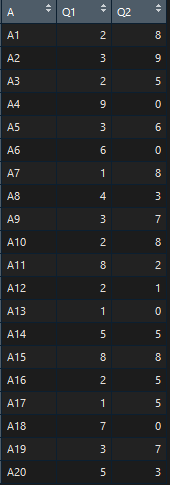 A Q1 Q2
A1 2 8
A2 3 9
A3 2 5
A4 9 0
A5 3 6
A6 6 0
A7 1 8
A8 4 3
A9 3 7
A10 2 8
A11 8 2
A12 2 1
A13 1 0
A14 5 5
A15 8 8
A16 2 5
A17 1 5
A18 7 0
A19 3 7
A20 5 3